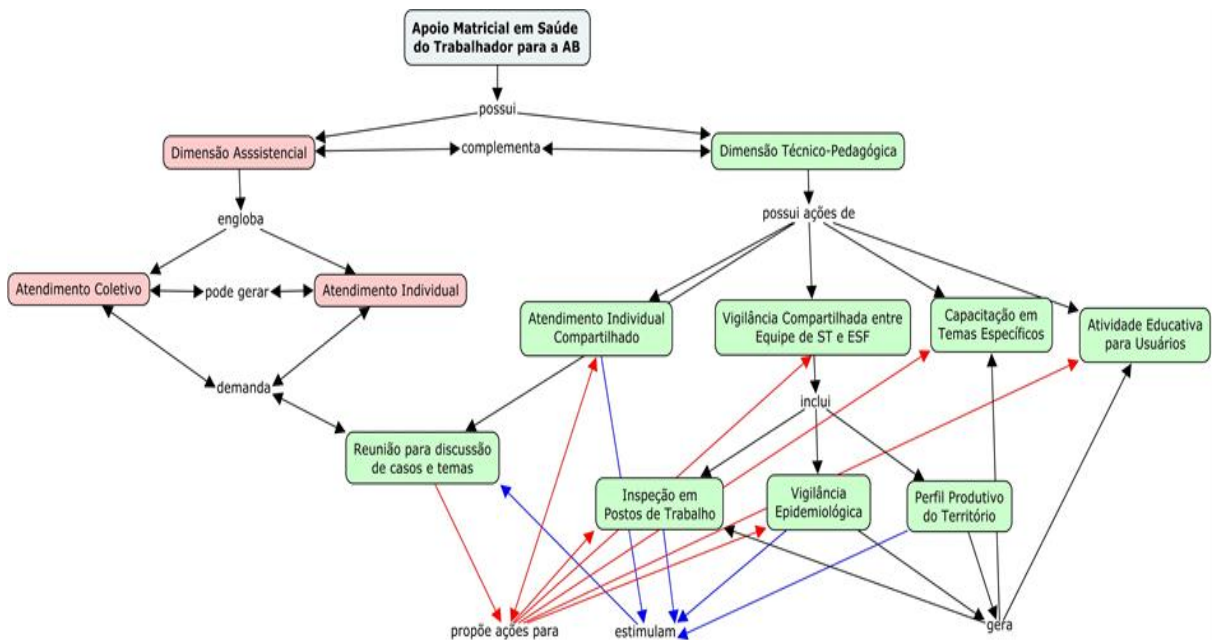 Apoio Matricial em Saúde
do Trabalhador para a AB
possui
Dimensão Asssistencial
complementa
Dimensão Técnico-Pedagógica
engloba
possui ações de
Atendimento Coletivo
pode gerar
Atendimento Individual
Atendimento Individual
Compartilhado
Vigilância Compartilhada entre
Equipe de ST e ESF
Capacitação em
Temas Específicos
Atividade Educativa
para Usuários
demanda
inclui
Reunião para discussão
de casos e temas
Inspeção em
Postos de Trabalho
Vigilância
Epidemiológica
Perfil Produtivo
do Território
propõe ações para
estimulam
gera